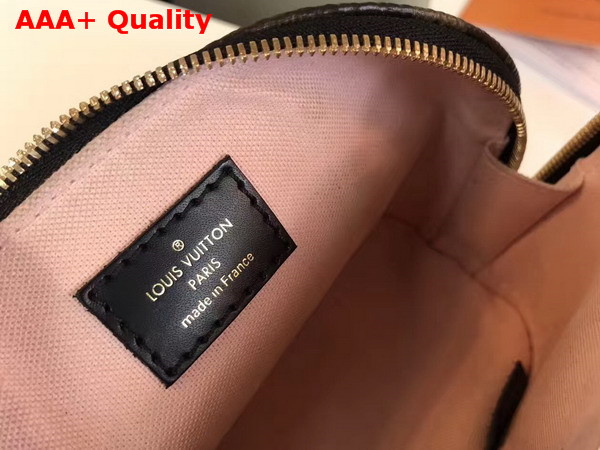 AAA+ Quality
®
LOUIS VUITTON
PARIS
made in France